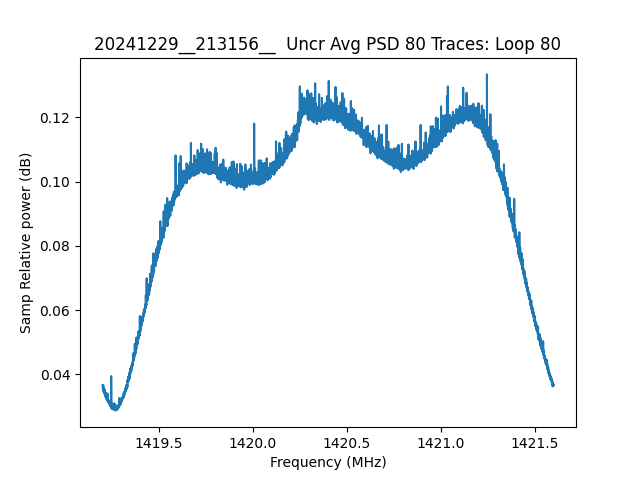 20241229__213156__ Uncr Avg PSD 80 Traces: Loop 80
Samp Relative power (dB)
0.12
0.10
0.08
0.06
0.04
1419.5 1420.0 1420.5 1421.0 1421.5
Frequency (MHz)